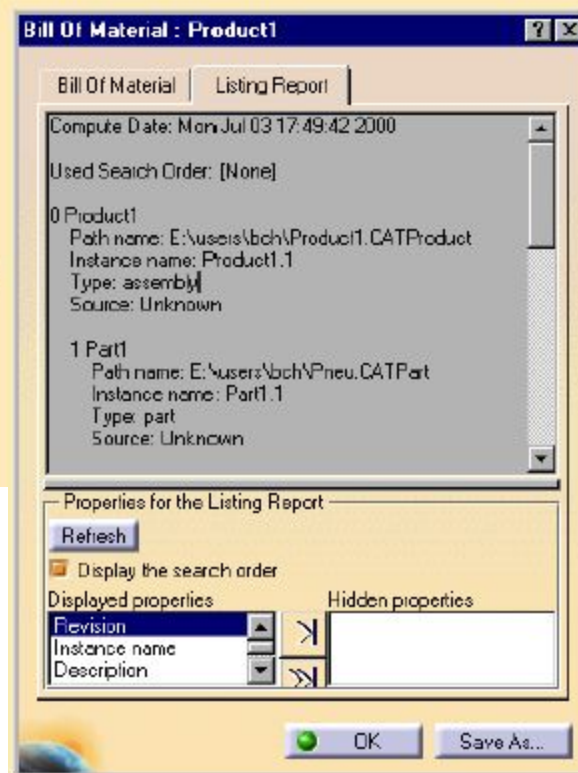 Bill Of Material : Product1
Bill Of Material
Listing Report
Compute Date: Mon Jul 03 17:49:42 2000
Used Search Order: [None]
0 Product1
Path name: E:\users\bch\Product1.CATProduct
Instance name: Product1.1
Type: assembly
Source: Unknown
1 Part1
Path name: E:\users\bch\Pneu.CATPart
Instance name: Part1.1
Type: part
Source: Unknown
Properties for the Listing Report
Refresh
Display the search order
Displayed properties
Hidden properties
Revision
Instance name
Description
OK
Save As...